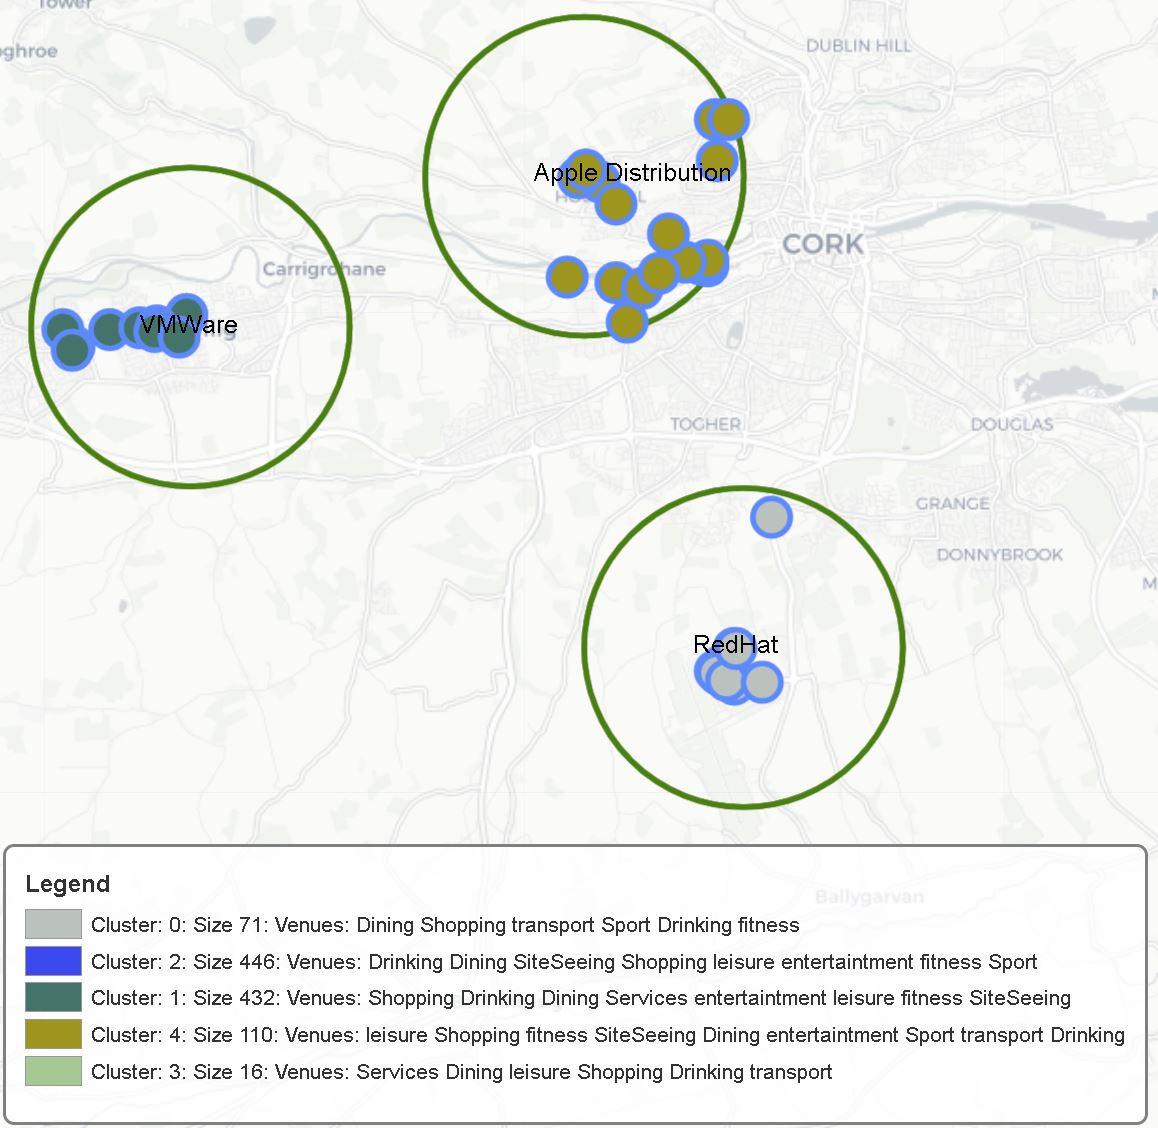 Tower
oghroe
DUBLIN HILL
Apple Distribution
CORK
Carrigrohane
VMWare
TOGHER
DOUGLAS
GRANGE
DONNYBROOK
RedHat
Legend
Ballygarvan
Cluster: 0: Size 71: Venues: Dining Shopping transport Sport Drinking fitness
Cluster: 2: Size 446: Venues: Drinking Dining SiteSeeing Shopping leisure entertaintment fitness Sport
Cluster: 1: Size 432: Venues: Shopping Drinking Dining Services entertaintment leisure fitness SiteSeeing
Cluster: 4: Size 110: Venues: leisure Shopping fitness SiteSeeing Dining entertaintment Sport transport Drinking
Cluster: 3: Size 16: Venues: Services Dining leisure Shopping Drinking transport